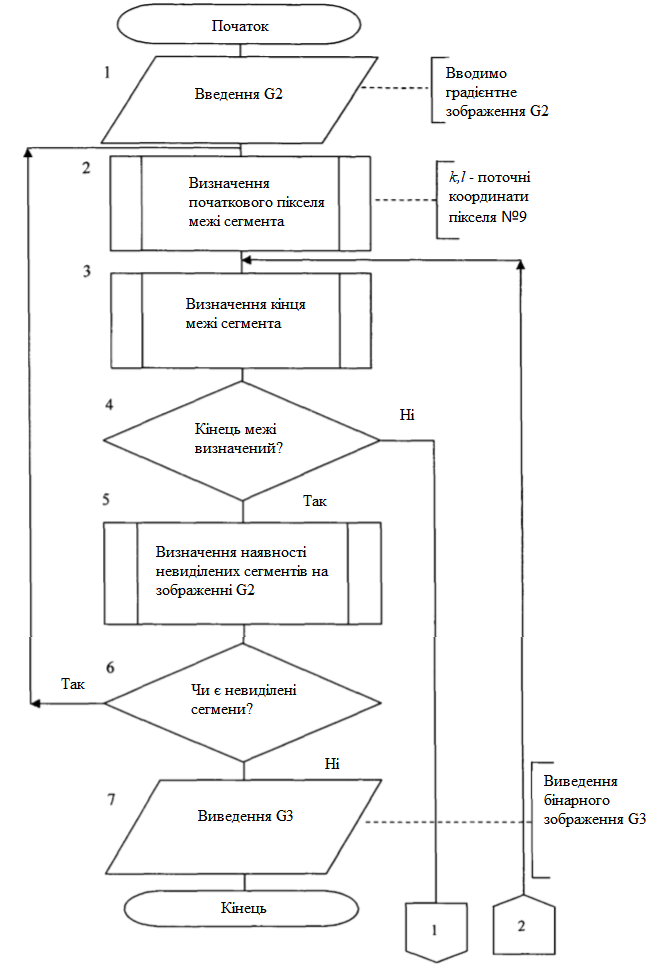 Початок
1
Введення G2
Вводимо
градієнтне
зображення G2
2
Визначення
початкового пікселя
межі сегмента
k,l - поточні
координати
пікселя №9
3
Визначення кінця
межі сегмента
4
Кінець межі
визначений?
Ні
Так
5
Визначення наявності
невиділених сегментів на
зображенні G2
6
Так
Чи є невиділені
сегмени?
Ні
7
Виведення G3
Виведення
бінарного
зображення G3
Кінець
1
2